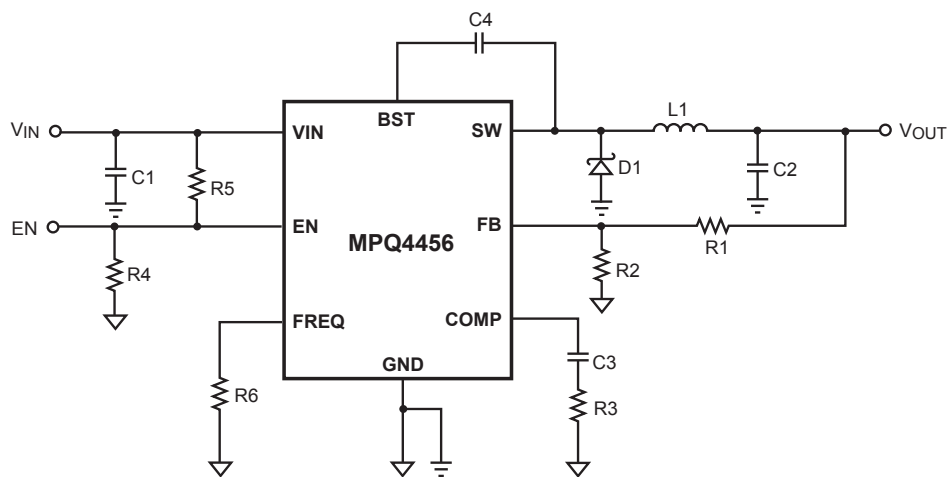 C4
VIN
C1
R5
EN
R4
VIN
BST
SW
EN
MPQ4456
FB
FREQ
COMP
GND
L1
VOUT
D1
C2
R1
R2
C3
R3
R6